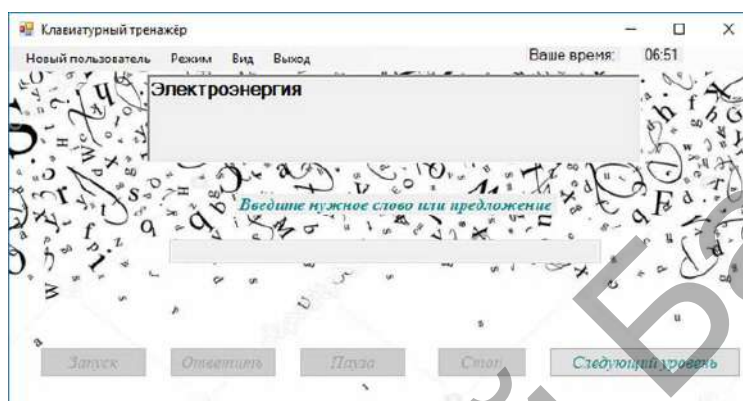 Клавиатурный тренажёр
Новый пользователь Режим Вид Выход Ваше время: 06:51
Электроэнергия
Введите нужное слово или предложение
Запуск Ответить Пауза Стоп Следующий уровень